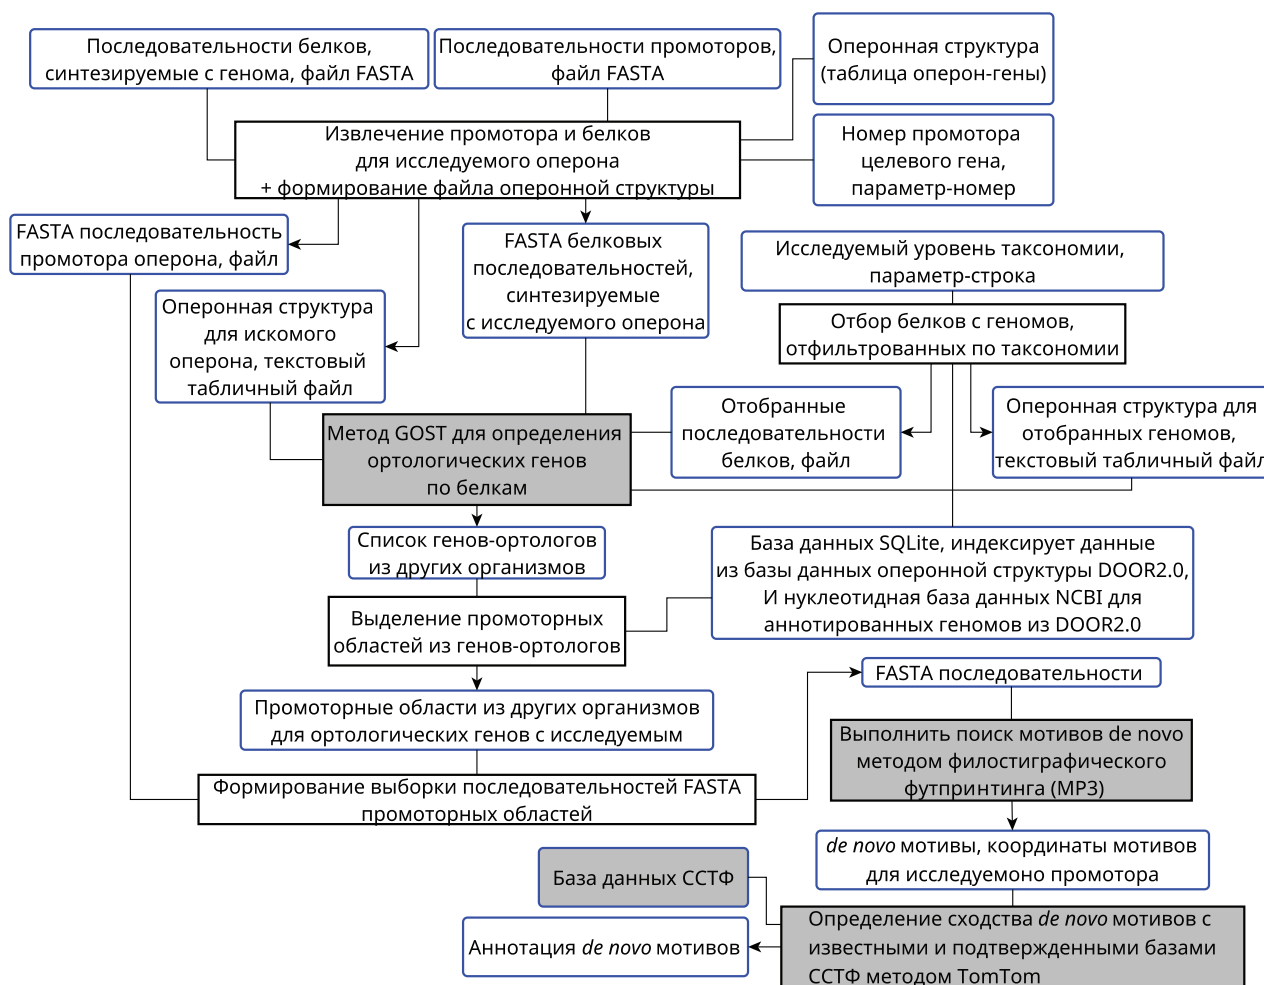 Последовательности белков,
синтезируемые с генома, файл FASTA
Последовательности промоторов,
файл FASTA
Оперонная структура
(таблица оперон-гены)
Извлечение промотора и белков
для исследуемого оперона
+ формирование файла оперонной структуры
Номер промотора
целевого гена,
параметр-номер
FASTA последовательность
промотора оперона, файл
FASTA белковых
последовательностей,
синтезируемые
с исследуемого оперона
Исследуемый уровень таксономии,
параметр-строка
Оперонная структура
для искомого
оперона, текстовый
табличный файл
Отбор белков с геномов,
отфильтрованных по таксономии
Метод GOST для определения
ортологических генов
по белкам
Отобранные
последовательности
белков, файл
Оперонная структура для
отобранных геномов,
текстовый табличный файл
Список генов-ортологов
из других организмов
База данных SQLite, индексирует данные
из базы данных оперонной структуры DOOR2.0,
И нуклеотидная база данных NCBI для
аннотированных геномов из DOOR2.0
Выделение промоторных
областей из генов-ортологов
Промоторные области из других организмов
для ортологических генов с исследуемым
FASTA последовательности
Формирование выборки последовательностей FASTA
промоторных областей
Выполнить поиск мотивов de novo
методом филостиграфического
футпринтинга (MP3)
de novo мотивы, координаты мотивов
для исследуемоно промотора
База данных ССТФ
Аннотация de novo мотивов
Определение сходства de novo мотивов с
известными и подтвержденными базами
ССТФ методом TomTom